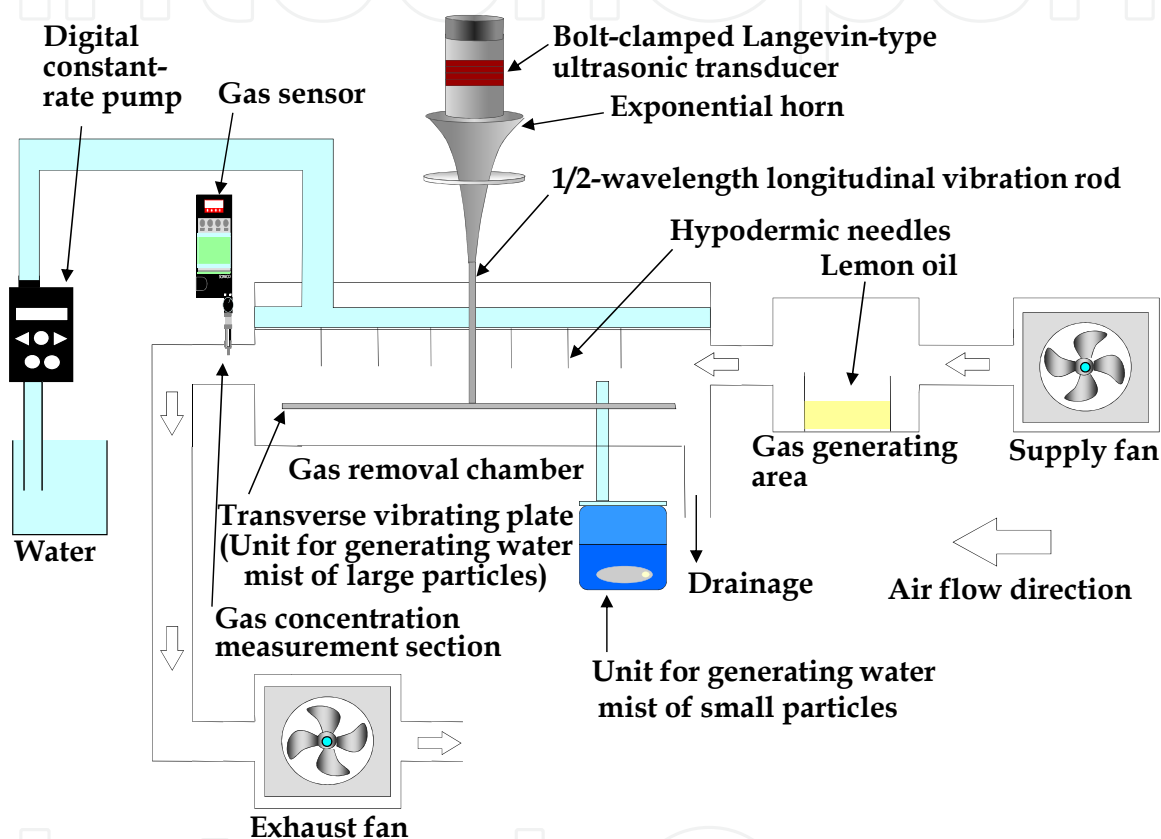 Digital
constant-
rate pump
Gas sensor
Bolt-clamped Langevin-type
ultrasonic transducer
Exponential horn
1/2-wavelength longitudinal vibration rod
Hypodermic needles
Lemon oil
Gas generating
area
Supply fan
Gas removal chamber
Transverse vibrating plate
(Unit for generating water
mist of large particles)
Water
Drainage
Air flow direction
Gas concentration
measurement section
Unit for generating water
mist of small particles
Exhaust fan